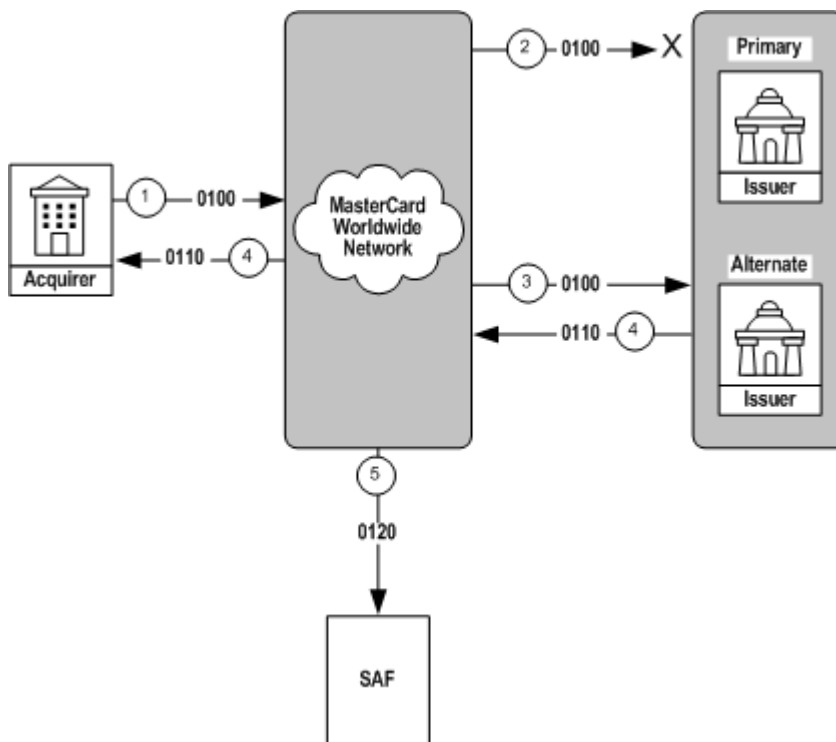 2
0100
X
Primary
Issuer
1
0100
MasterCard
Worldwide
Network
0110
4
Acquirer
Alternate
3
0100
0110
4
Issuer
5
0120
SAF